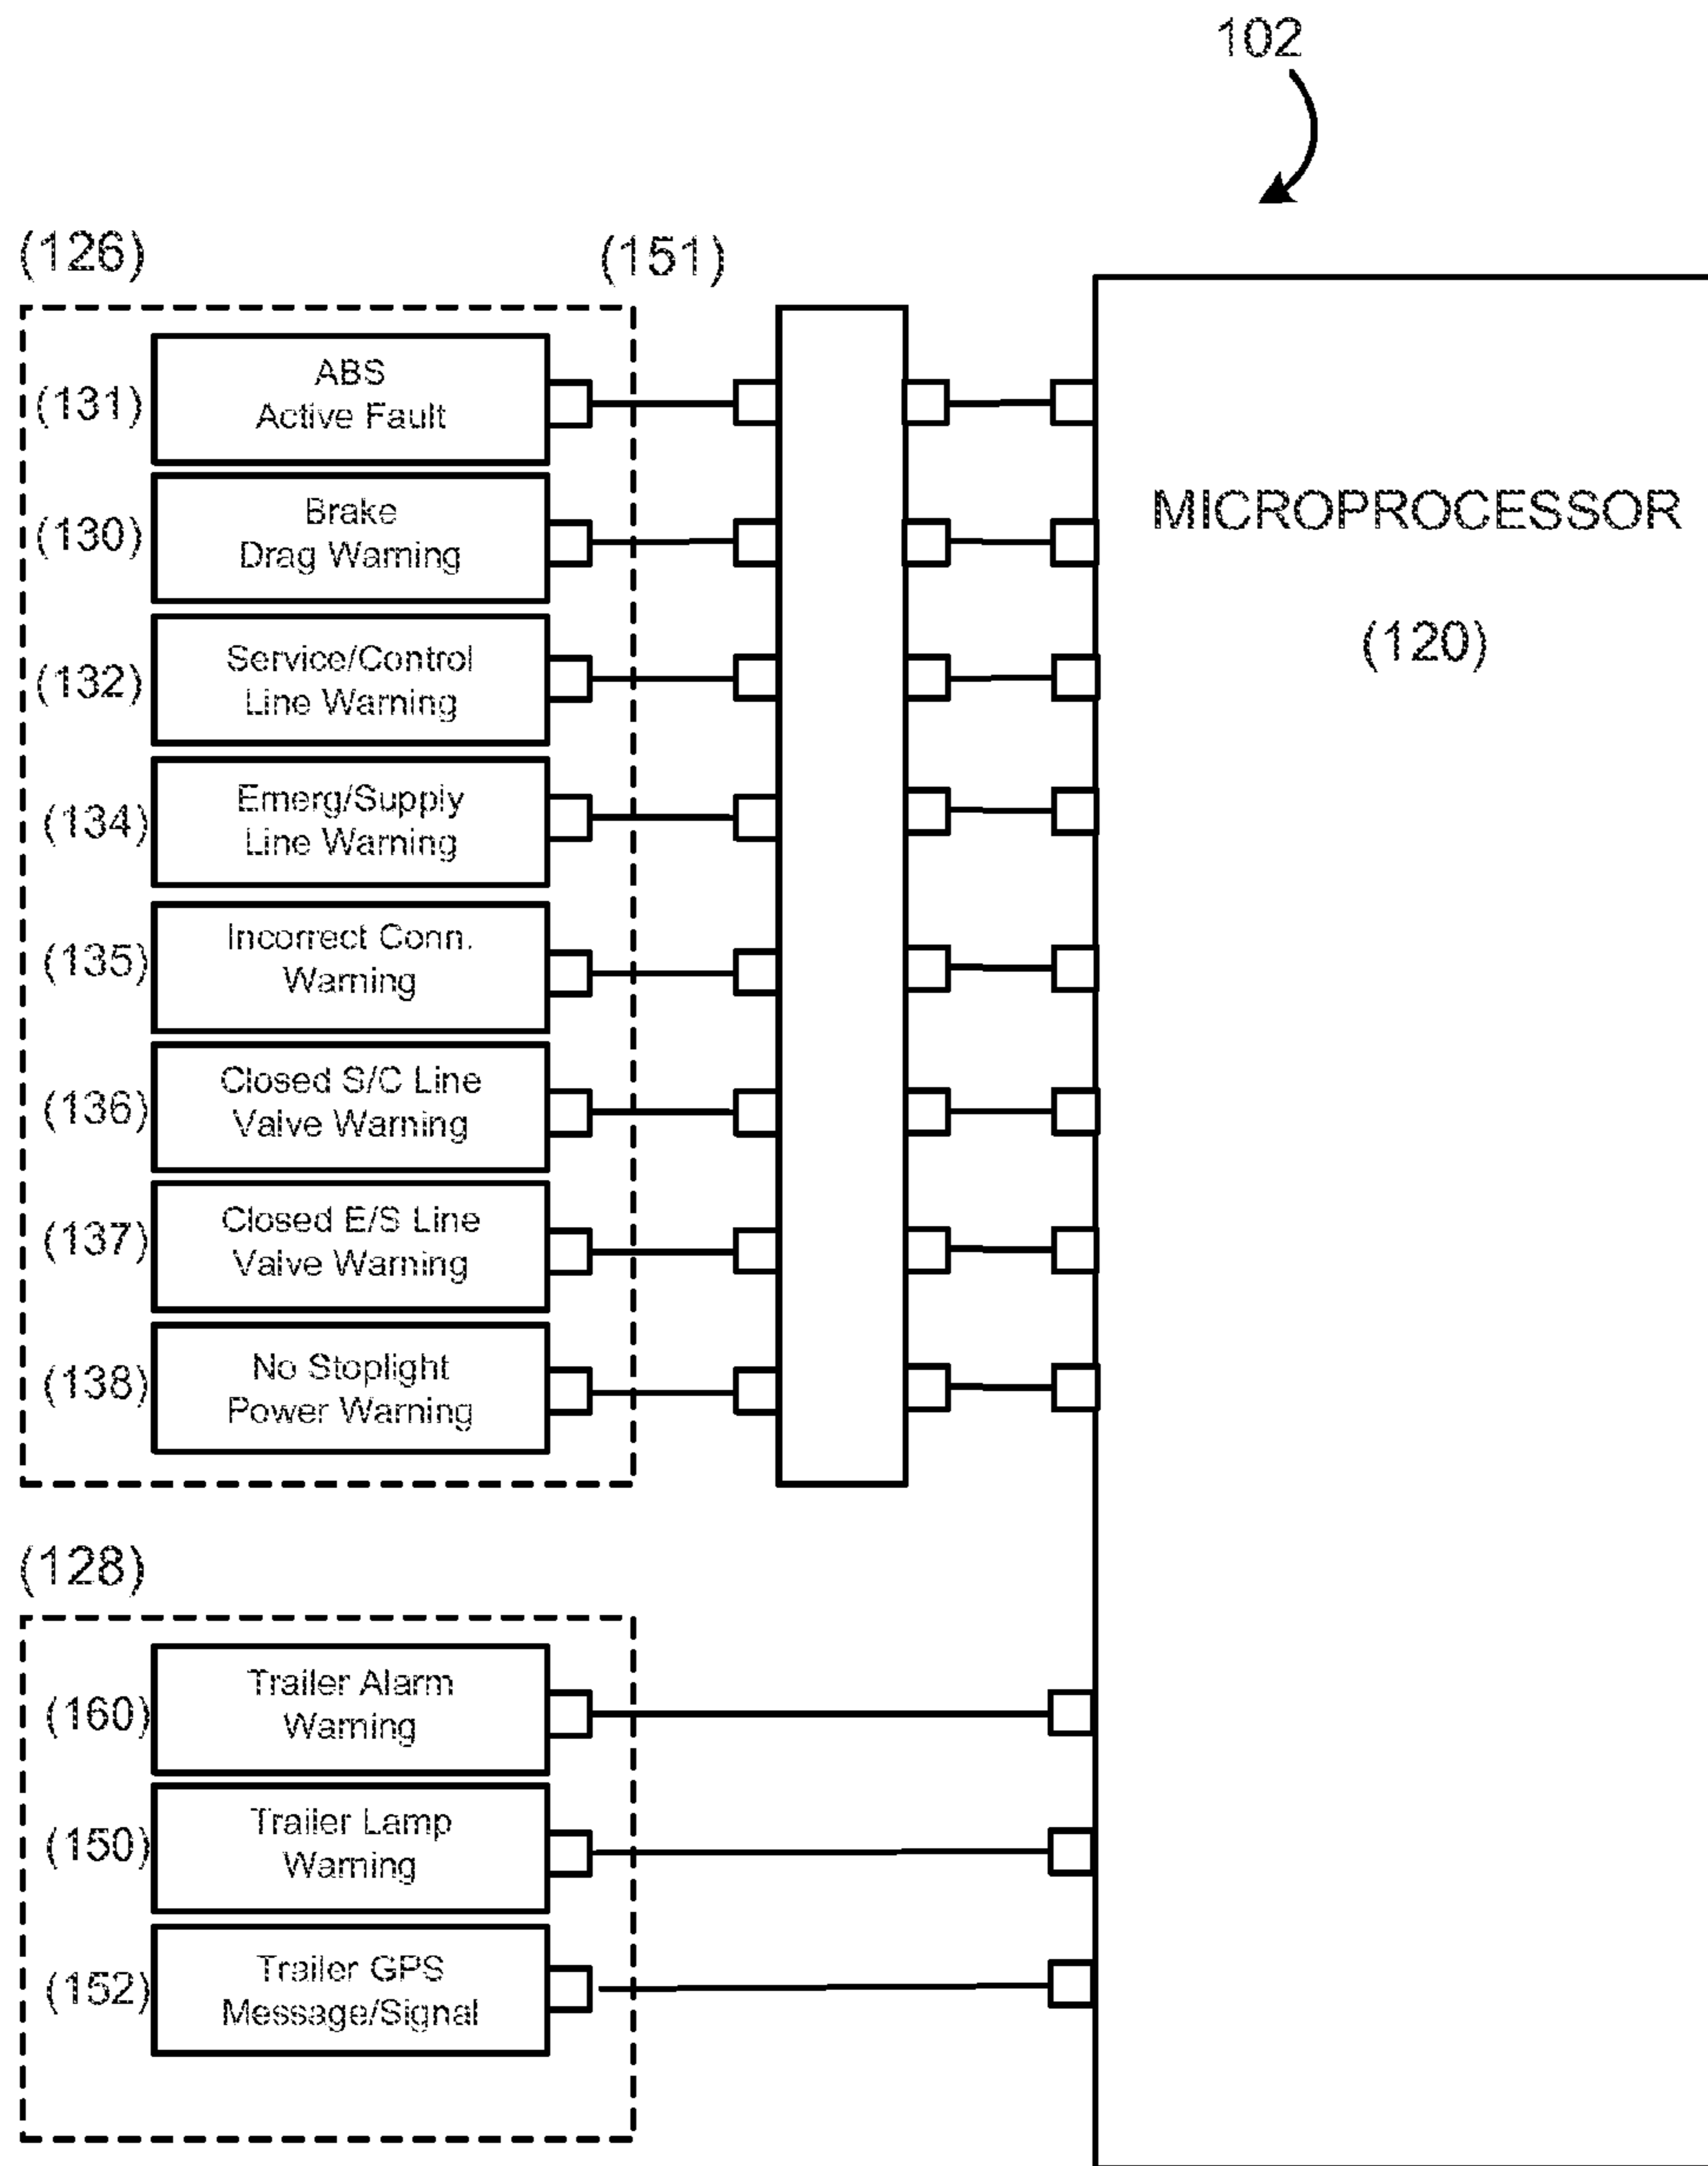 102
(126)
(151)
(131)
ABS
Active Fault
MICROPROCESSOR
(120)
(130)
Brake
Drag Warning
(132)
Service/Control
Line Warning
(134)
Emerg/Supply
Line Warning
(135)
Incorrect Conn.
Warning
(136)
Closed S/C Line
Valve Warning
(137)
Closed E/S Line
Valve Warning
(138)
No Stoplight
Power Warning
(128)
(160)
Trailer Alarm
Warning
(150)
Trailer Lamp
Warning
(152)
Trailer GPS
Message/Signal